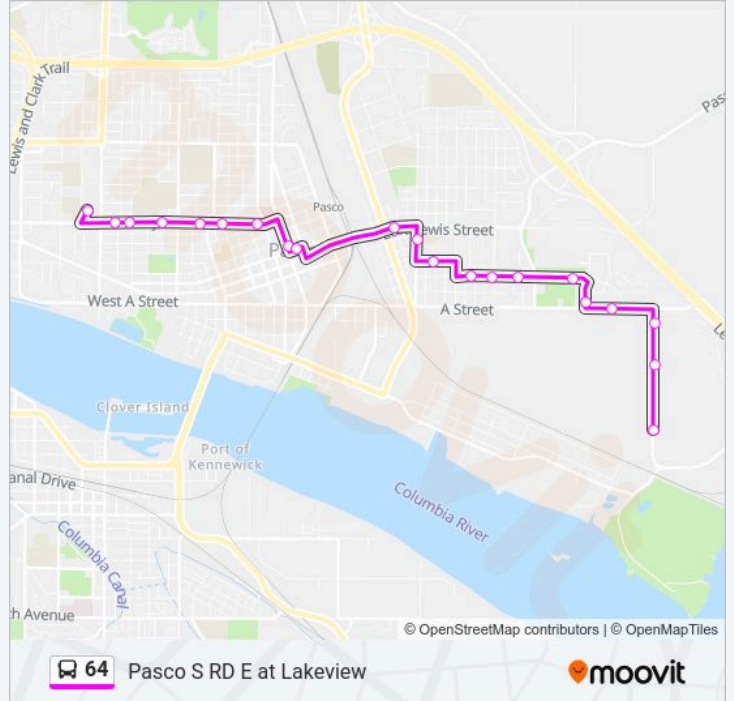 Lewis and Clark Trail
Pasco
Lewis Street
West A Street
A Street
Clover Island
Port of
Kennewick
anal Drive
Columbia River
Columbia Canal
h Avenue
© OpenStreetMap contributors | © OpenMapTiles
64 Pasco S RD E at Lakeview
moovit